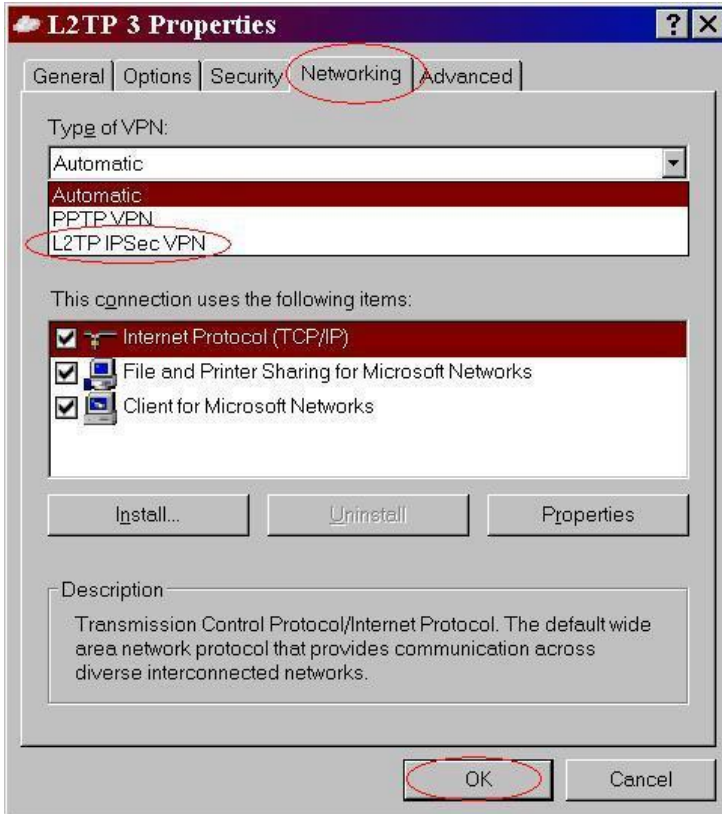 L2TP 3 Properties
General Options Security Networking Advanced
Type of VPN:
Automatic
Automatic
PPTP VPN
L2TP IPSec VPN
This connection uses the following items:
Internet Protocol (TCP/IP)
File and Printer Sharing for Microsoft Networks
Client for Microsoft Networks
Install... Uninstall Properties
Description
Transmission Control Protocol/Internet Protocol. The default wide
area network protocol that provides communication across
diverse interconnected networks.
OK Cancel